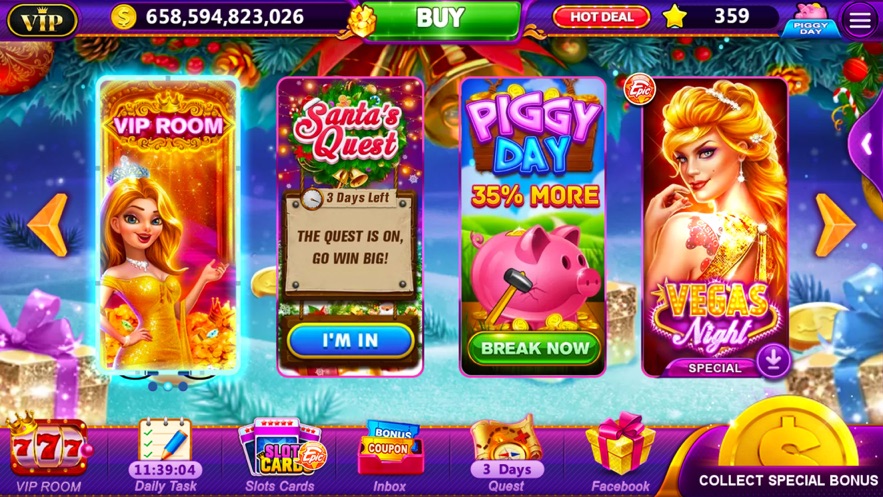 VIP
658,594,823,026
BUY
HOT DEAL
359
PIGGY
DAY
VIP ROOM
Santa's
Quest
3 Days Left
THE QUEST IS ON,
GO WIN BIG!
I'M IN
PIGGY
DAY
35% MORE
BREAK NOW
Epic
VEGAS
Night
SPECIAL
777
VIP ROOM
11:39:04
Daily Task
SLOT
CARDS
Epic
Slots Cards
BONUS
COUPON
Inbox
3 Days
Quest
Facebook
COLLECT SPECIAL BONUS